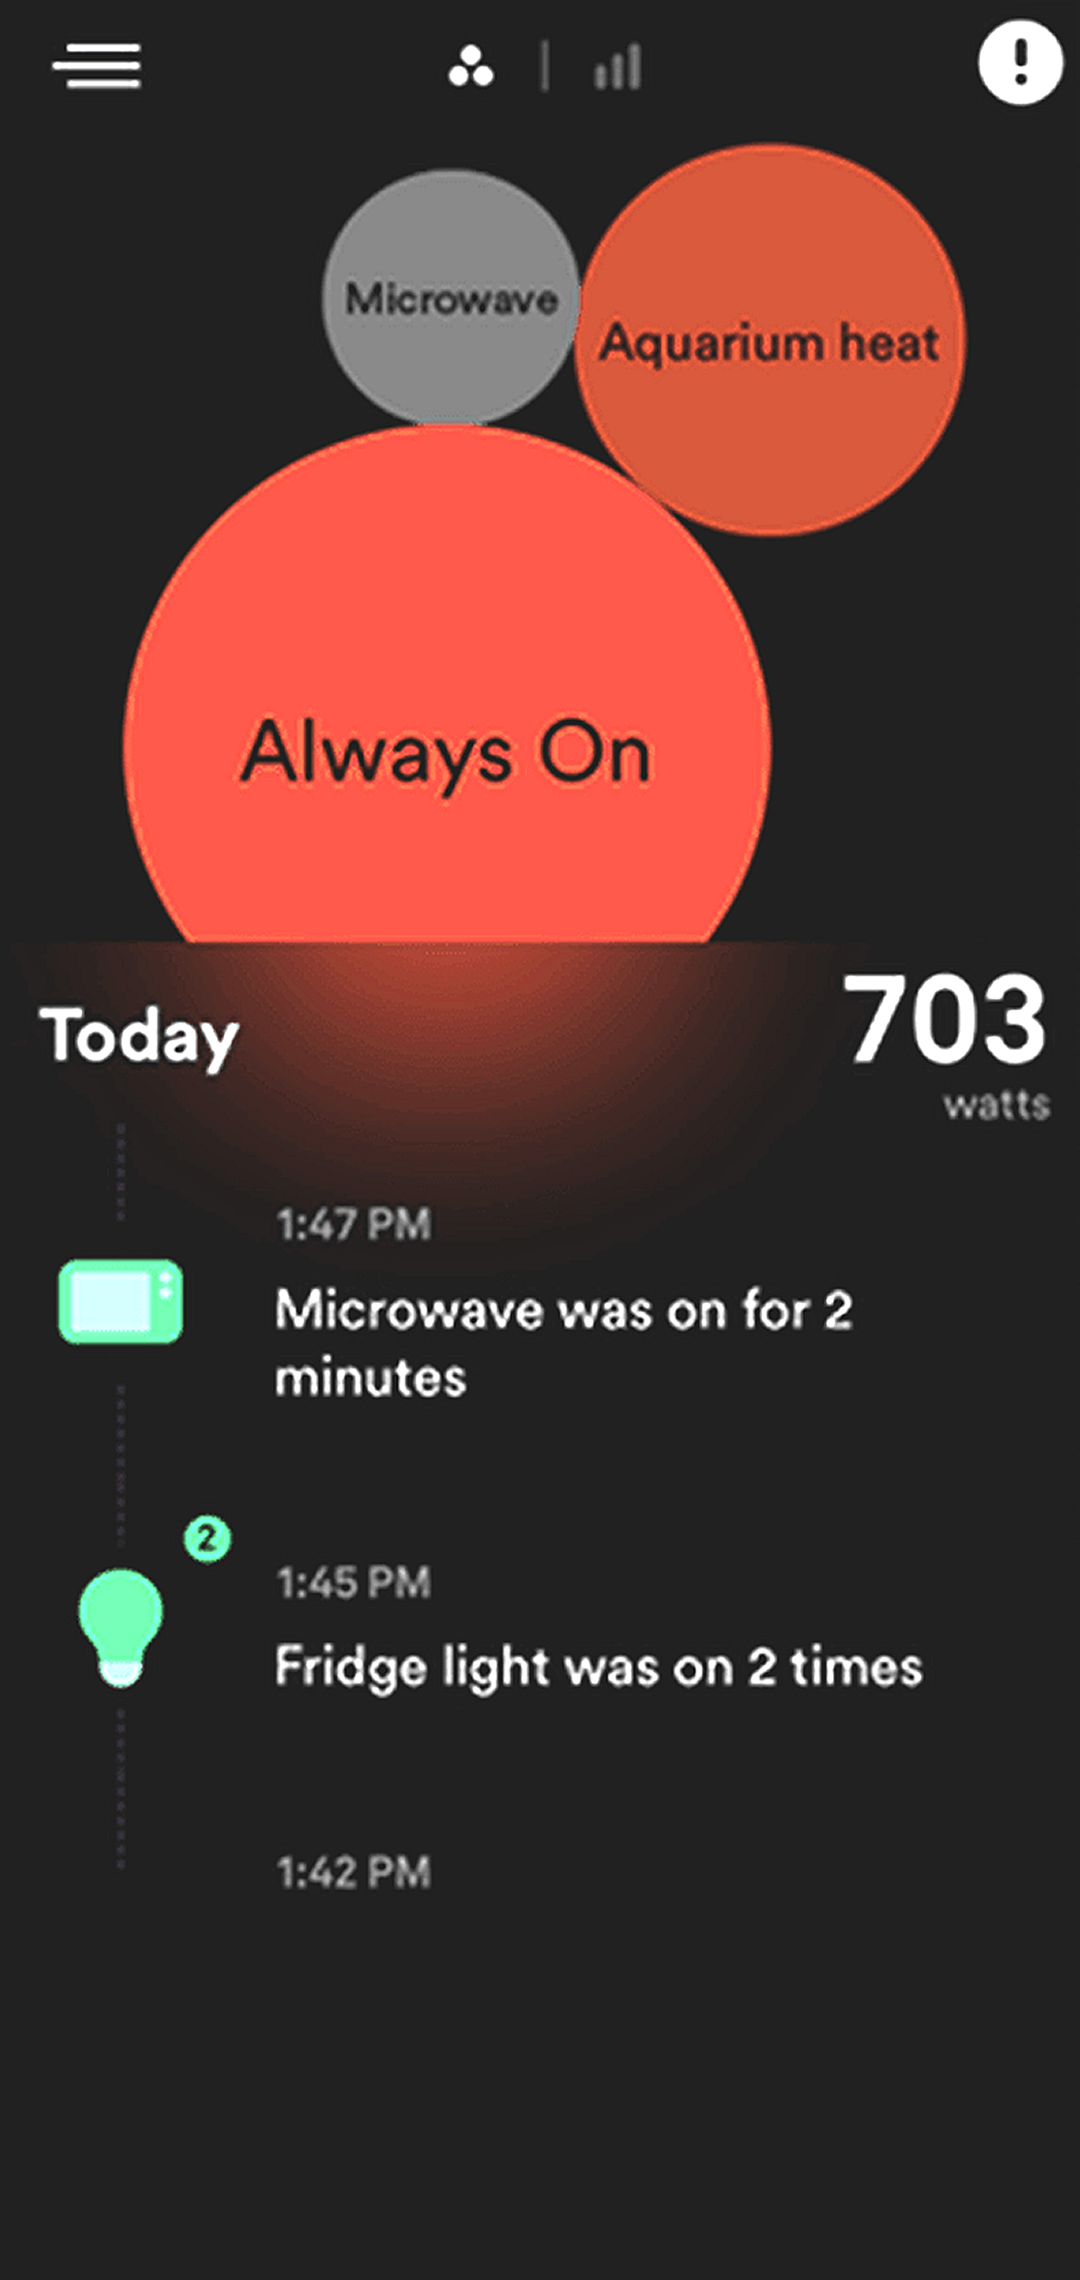 Microwave
Aquarium heat
Always On
Today
703
watts
1:47 PM
Microwave was on for 2
minutes
2
1:45 PM
Fridge light was on 2 times
1:42 PM